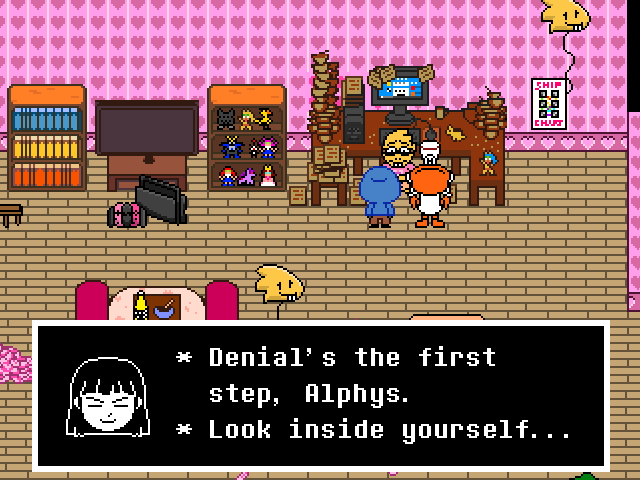 SHIP
CHART
* Denial's the first
step, Alphys.
* Look inside yourself...